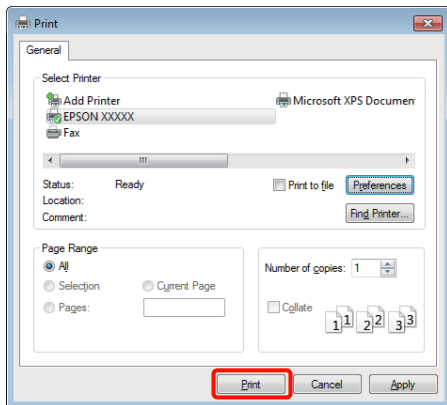 Print
General
Select Printer
Add Printer
Microsoft XPS Documen
EPSON XXXXX
Fax
Status: Ready
Print to file
Preferences
Location:
Comment:
Find Printer...
Page Range
All
Selection
Current Page
Pages:
Number of copies: 1
Collate
1 1 2 2 3 3
Print
Cancel
Apply